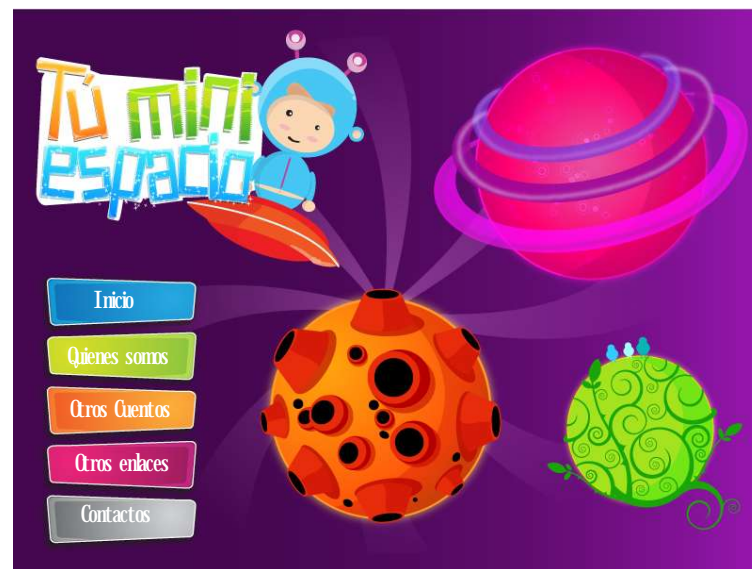 Tú mini
espacio
Inicio
Quienes somos
Otros Cuentos
Otros enlaces
Contactos